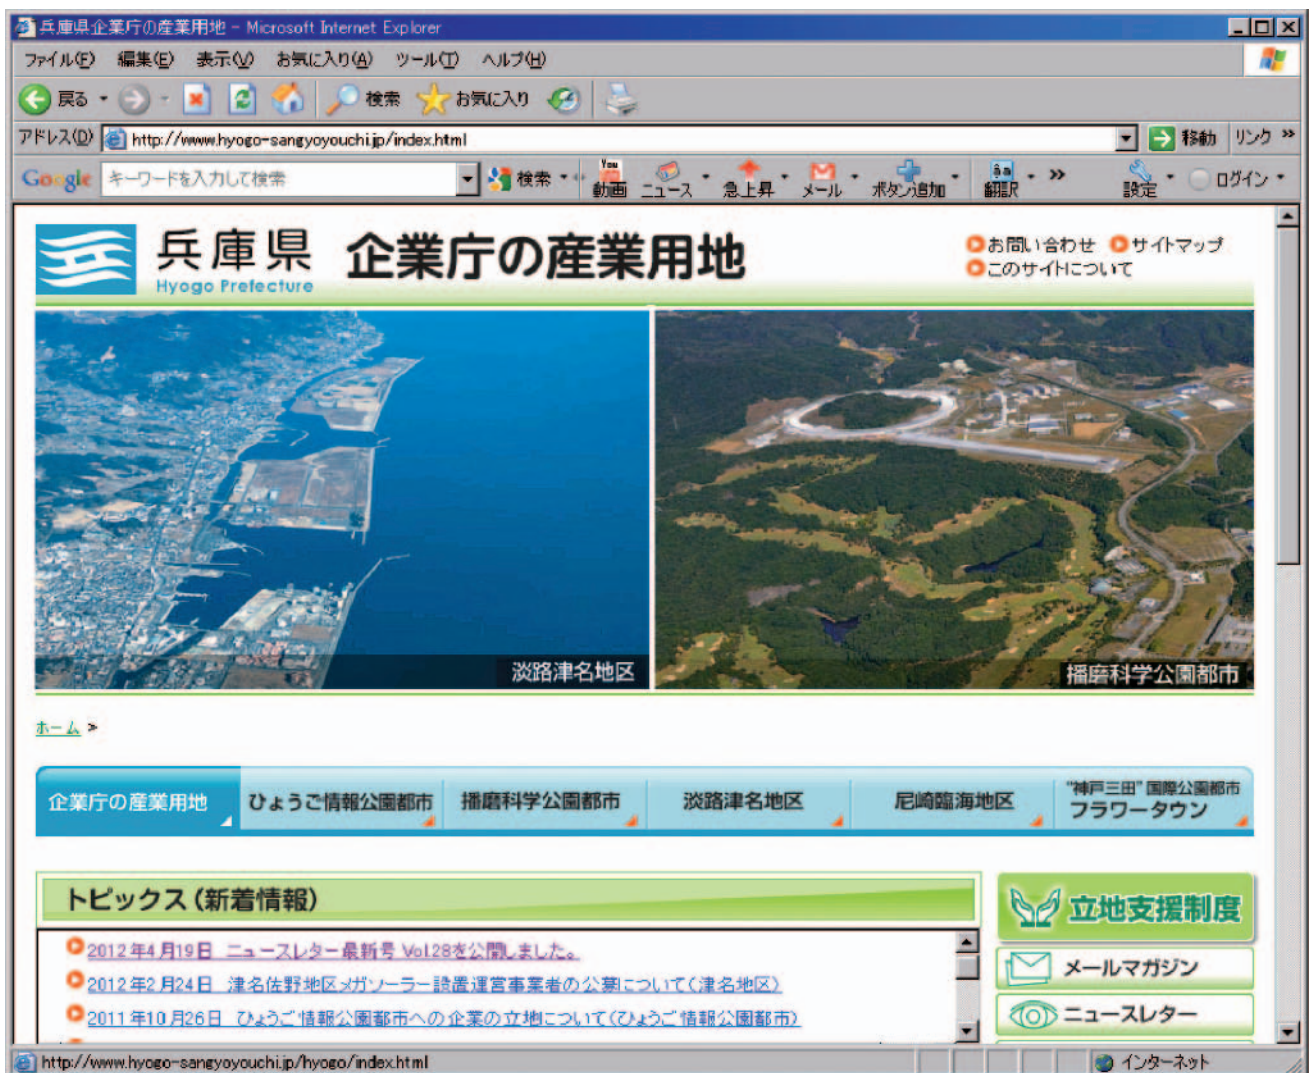 兵庫県企業庁の産業用地 - Microsoft Internet Explorer
ファイル(F) 編集(E) 表示(V) お気に入り(A) ツール(T) ヘルプ(H)
戻る 検索 お気に入り
アドレス(D) http://www.hyogo-sangyoyouchi.jp/index.html 移動 リンク »
Google キーワードを入力して検索 検索 You 動画 ニュース 急上昇 メール ボタン追加 翻訳 » 設定 ログイン
兵庫県 企業庁の産業用地 お問い合わせ サイトマップ
Hyogo Prefecture このサイトについて
淡路津名地区 播磨科学公園都市
ホーム >
企業庁の産業用地 ひょうご情報公園都市 播磨科学公園都市 淡路津名地区 尼崎臨海地区 "神戸三田" 国際公園都市
フラワータウン
トピックス(新着情報) 立地支援制度
2012年4月19日 ニュースレター最新号 Vol.28を公開しました。
2012年2月24日 津名佐野地区メガソーラー設置運営事業者の公募について(津名地区)
2011年10月26日 ひょうご情報公園都市への企業の立地について(ひょうご情報公園都市)
メールマガジン
ニュースレター
http://www.hyogo-sangyoyouchi.jp/hyogo/index.html インターネット